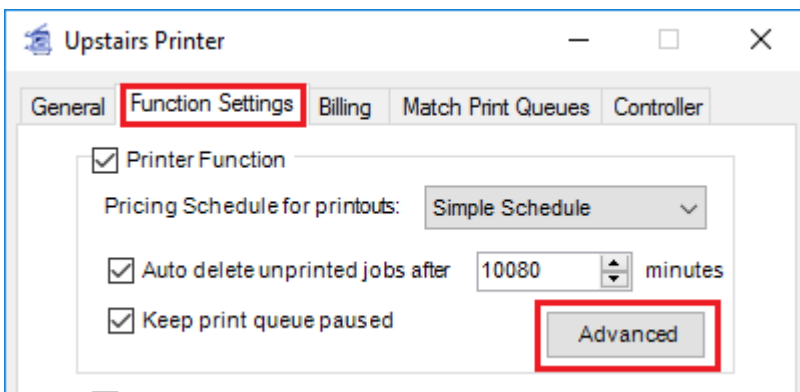 Upstairs Printer
General Function Settings Billing Match Print Queues Controller
Printer Function
Pricing Schedule for printouts: Simple Schedule
Auto delete unprinted jobs after 10080 minutes
Keep print queue paused
Advanced